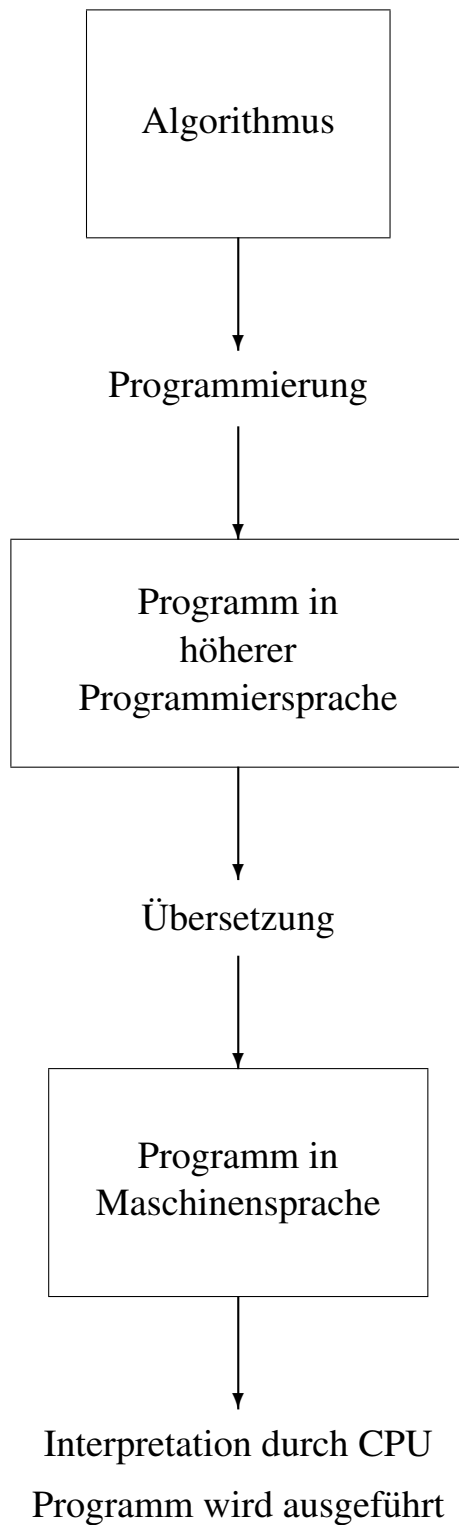 Algorithmus
Programmierung
Programm in
höherer
Programmiersprache
Übersetzung
Programm in
Maschinensprache
Interpretation durch CPU
Programm wird ausgeführt